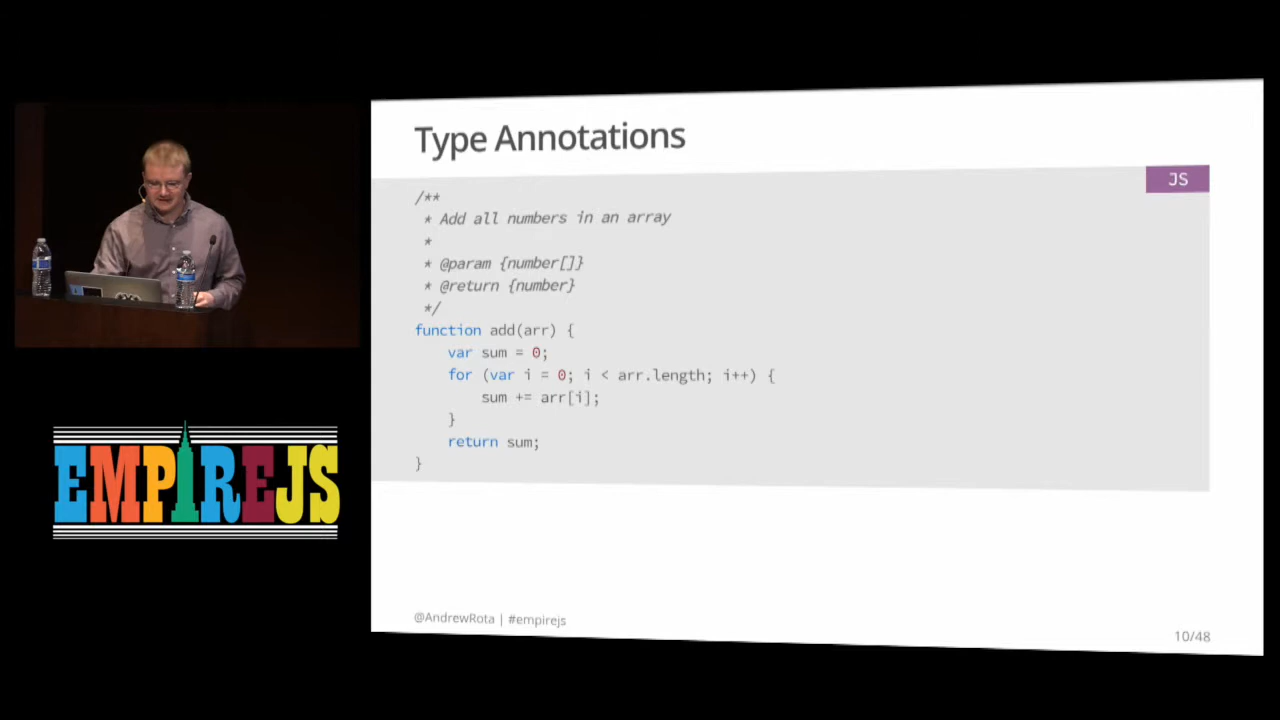 Type Annotations
JS
/**
* Add all numbers in an array
*
* @param {number[]}
* @return {number}
*/
function add(arr) {
var sum = 0;
for (var i = 0; i < arr.length; i++) {
sum += arr[i];
}
return sum;
}
EMPIREJS
@AndrewRota | #empirejs
10/48